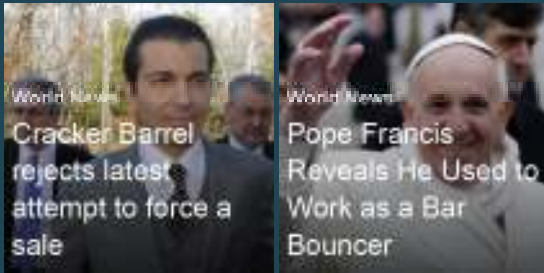 World News
Cracker Barrel
rejects latest
attempt to force a
sale
World News
Pope Francis
Reveals He Used to
Work as a Bar
Bouncer